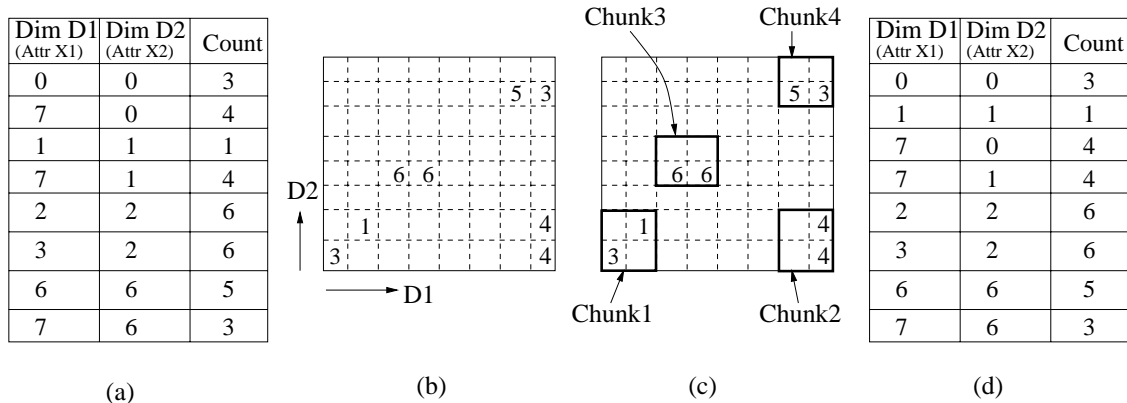 Dim D1 Dim D2 Count
(Attr X1) (Attr X2)
0 0 3
7 0 4
1 1 1
7 1 4
2 2 6
3 2 6
6 6 5
7 6 3
(a)
5 3
6 6
D2
1 4
3 4
D1
(b)
Chunk3 Chunk4
5 3
6 6
1 4
3 4
Chunk1 Chunk2
(c)
Dim D1 Dim D2 Count
(Attr X1) (Attr X2)
0 0 3
1 1 1
7 0 4
7 1 4
2 2 6
3 2 6
6 6 5
7 6 3
(d)